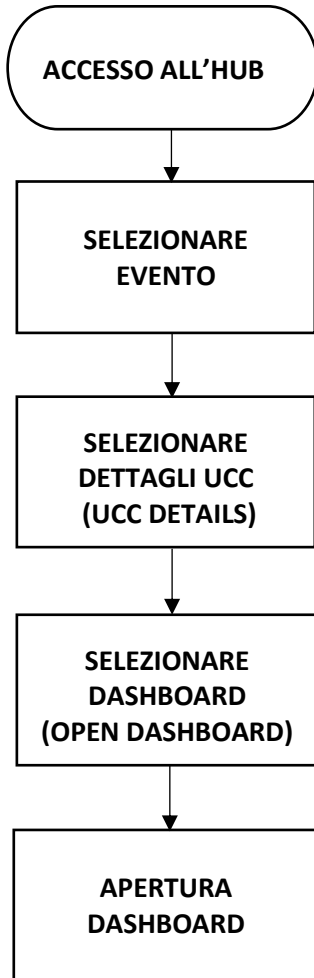 ACCESSO ALL’HUB
SELEZIONARE
EVENTO
SELEZIONARE
DETTAGLI UCC
(UCC DETAILS)
SELEZIONARE
DASHBOARD
(OPEN DASHBOARD)
APERTURA
DASHBOARD